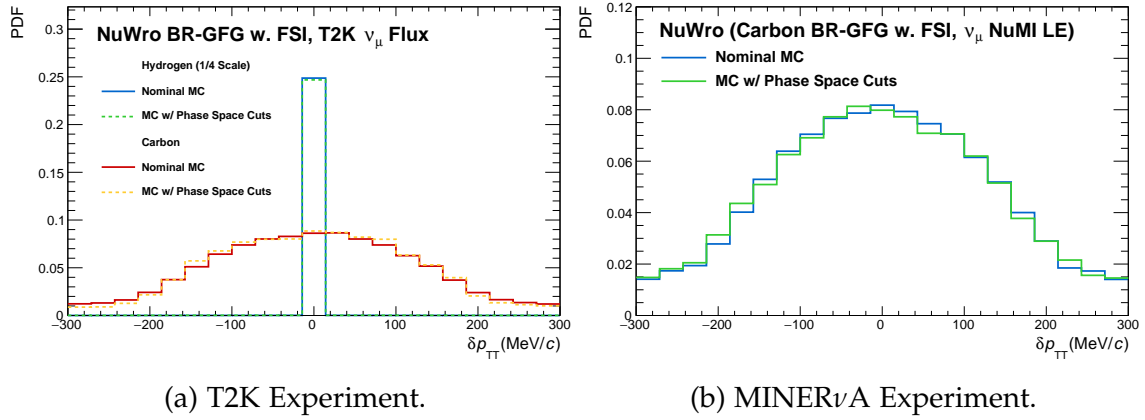 PDF
0.3
0.25
0.2
0.15
0.1
0.05
0
NuWro BR-GFG w. FSI, T2K νμ Flux
Hydrogen (1/4 Scale)
Nominal MC
MC w/ Phase Space Cuts
Carbon
Nominal MC
MC w/ Phase Space Cuts
−300 −200 −100 0 100 200 300
δpTT(MeV/c)
(a) T2K Experiment.
PDF
0.12
0.1
0.08
0.06
0.04
0.02
0
NuWro (Carbon BR-GFG w. FSI, νμ NuMI LE)
Nominal MC
MC w/ Phase Space Cuts
−300 −200 −100 0 100 200 300
δpTT(MeV/c)
(b) MINERνA Experiment.